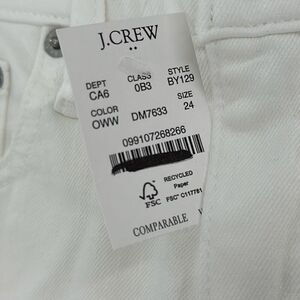 J.CREW
DEPT CLASS STYLE
CA6 0B3 BY129
COLOR SIZE
OWW DM7633 24
099107268266
RECYCLED
Paper
FSC FSC® C117781
COMPARABLE